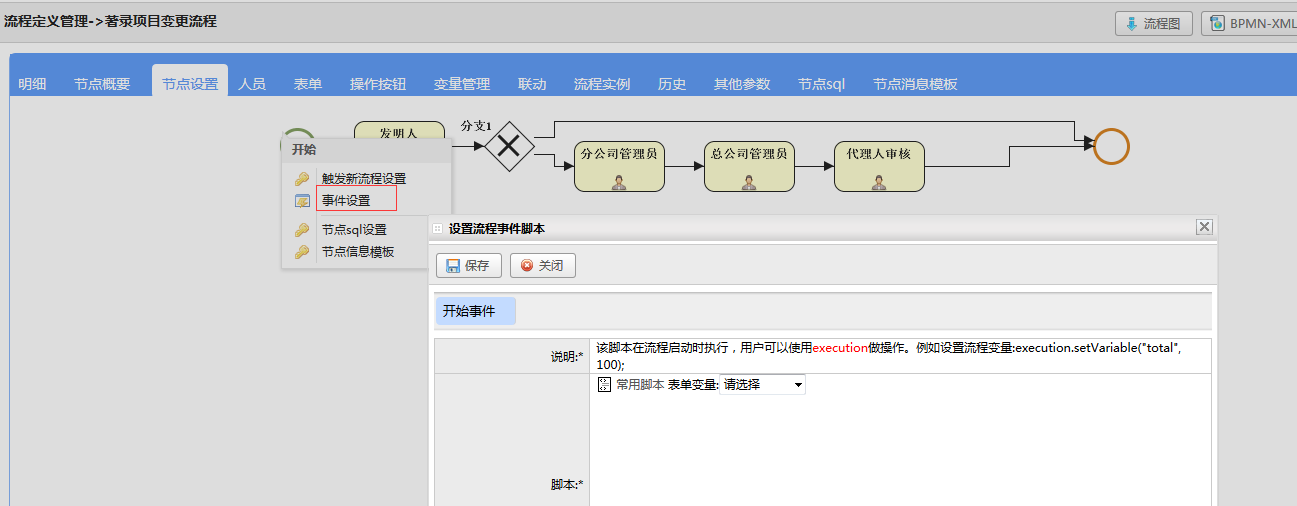 流程定义管理->著录项目变更流程
流程图
BPMN-XML
明细 节点概要 节点设置 人员 表单 操作按钮 变量管理 联动 流程实例 历史 其他参数 节点sql 节点消息模板
发明人
分支1
分公司管理员
总公司管理员
代理人审核
开始
触发新流程设置
事件设置
节点sql设置
节点信息模板
设置流程事件脚本
保存 关闭
开始事件
说明:*
该脚本在流程启动时执行，用户可以使用execution做操作。例如设置流程变量:execution.setVariable("total",
100);
常用脚本 表单变量: 请选择
脚本:*